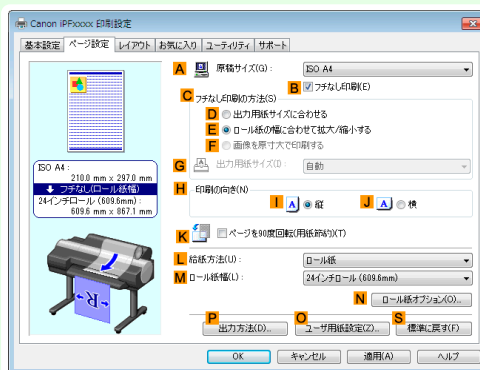 Canon iPFxxxx 印刷設定
基本設定 ページ設定 レイアウト お気に入り ユーティリティ サポート
A 原稿サイズ(G): ISO A4
B フチなし印刷(E)
C フチなし印刷の方法(S)
D 出力用紙サイズに合わせる
E ロール紙の幅に合わせて拡大/縮小する
F 画像を原寸大で印刷する
G 出力用紙サイズ(I): 自動
ISO A4 :
210.0 mm x 297.0 mm
フチなし(ロール紙幅)
24インチロール (609.6mm) :
609.6 mm x 867.1 mm
H 印刷の向き(N)
I A 縦 J A 横
K ページを90度回転(用紙節約)(T)
L 給紙方法(U): ロール紙
M ロール紙幅(L): 24インチロール (609.6mm)
N ロール紙オプション(O)...
R
P O S
出力方法(D)... ユーザ用紙設定(Z)... 標準に戻す(F)
OK キャンセル 適用(A) ヘルプ